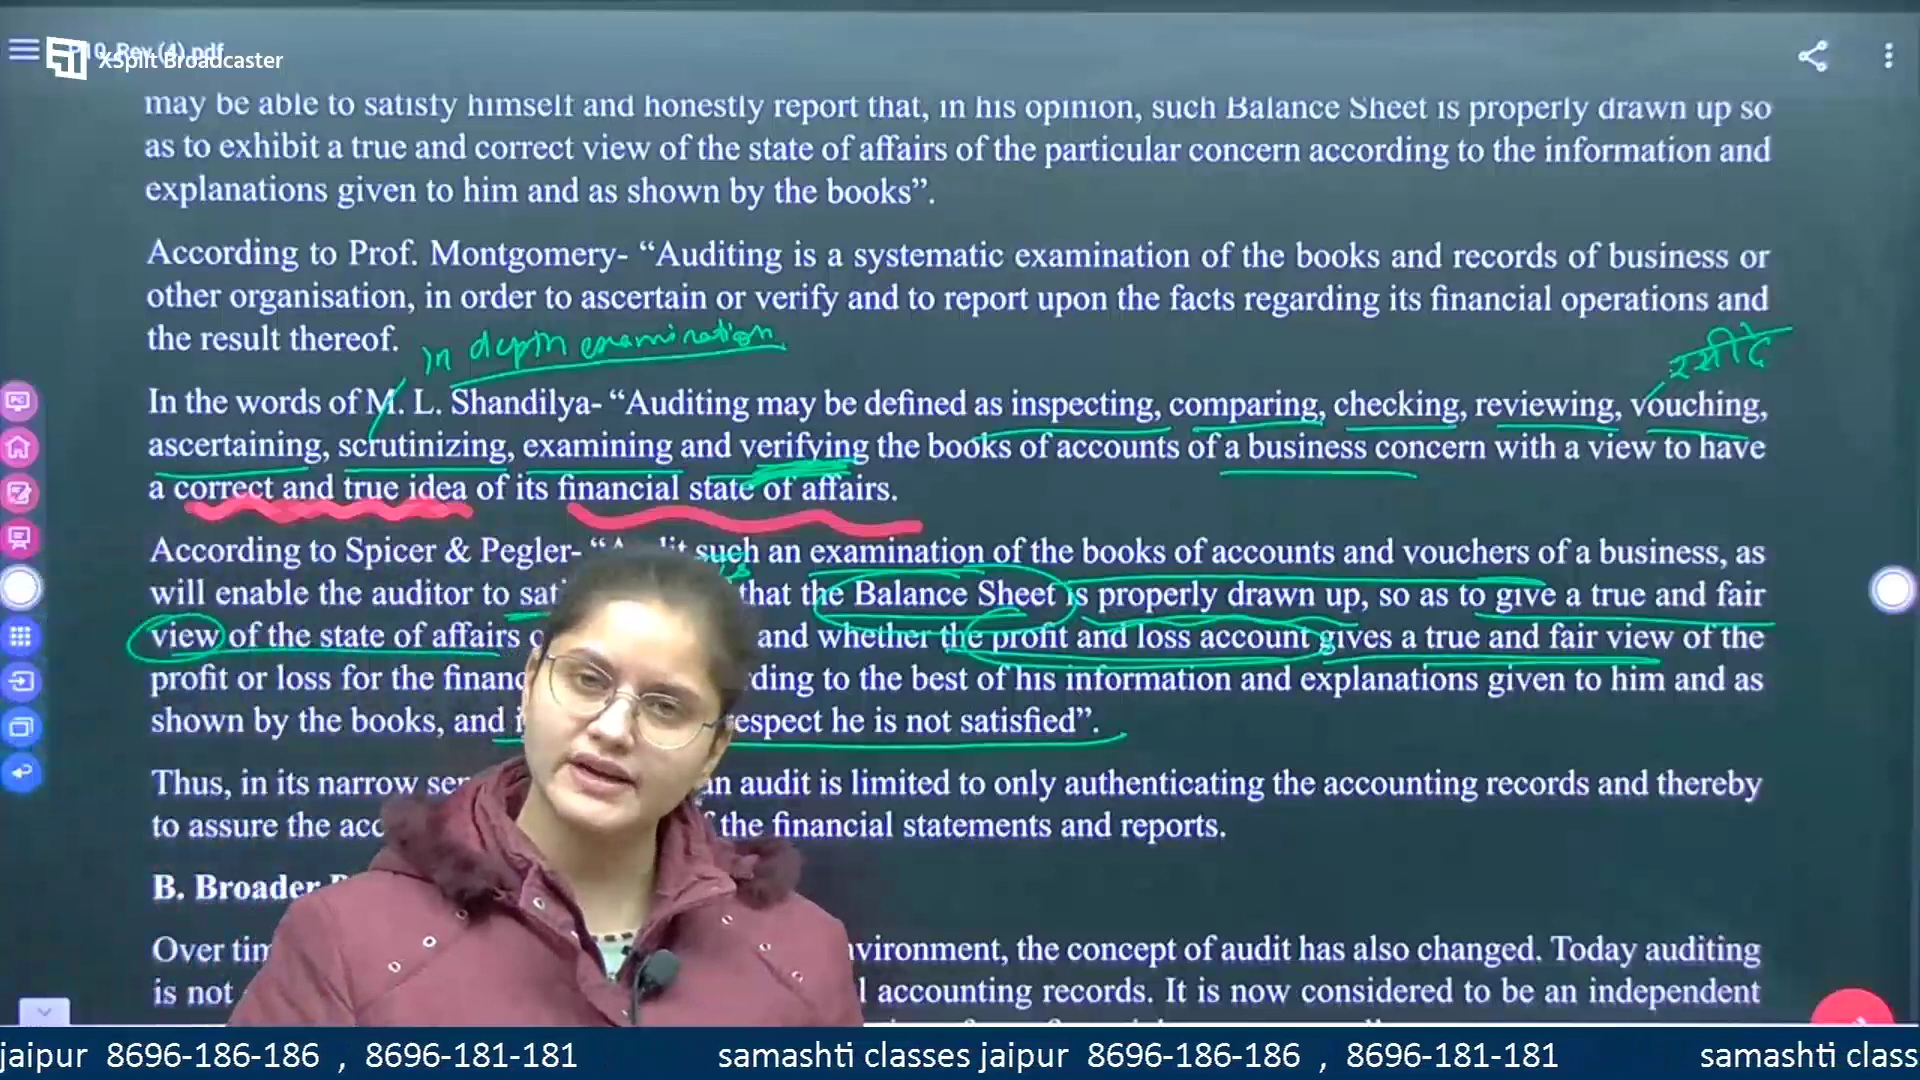 P10_Rev (4).pdf
XSplit Broadcaster
may be able to satisfy himself and honestly report that, in his opinion, such Balance Sheet is properly drawn up so
as to exhibit a true and correct view of the state of affairs of the particular concern according to the information and
explanations given to him and as shown by the books”.
According to Prof. Montgomery- “Auditing is a systematic examination of the books and records of business or
other organisation, in order to ascertain or verify and to report upon the facts regarding its financial operations and
the result thereof.
in depth examination
रसीद
In the words of M. L. Shandilya- “Auditing may be defined as inspecting, comparing, checking, reviewing, vouching,
ascertaining, scrutinizing, examining and verifying the books of accounts of a business concern with a view to have
a correct and true idea of its financial state of affairs.
According to Spicer & Pegler- “Audit such an examination of the books of accounts and vouchers of a business, as
will enable the auditor to that the Balance Sheet is properly drawn up, so as to give a true and fair
view of the state of affairs and whether the profit and loss account gives a true and fair view of the
profit or loss for the to the best of his information and explanations given to him and as
shown by the books, and respect he is not satisfied”.
Thus, in its narrow an audit is limited to only authenticating the accounting records and thereby
to assure the of the financial statements and reports.
B. Broader
Over the concept of audit has also changed. Today auditing
is not accounting records. It is now considered to be an independent
jaipur 8696-186-186 , 8696-181-181 samashti classes jaipur 8696-186-186 , 8696-181-181 samashti class